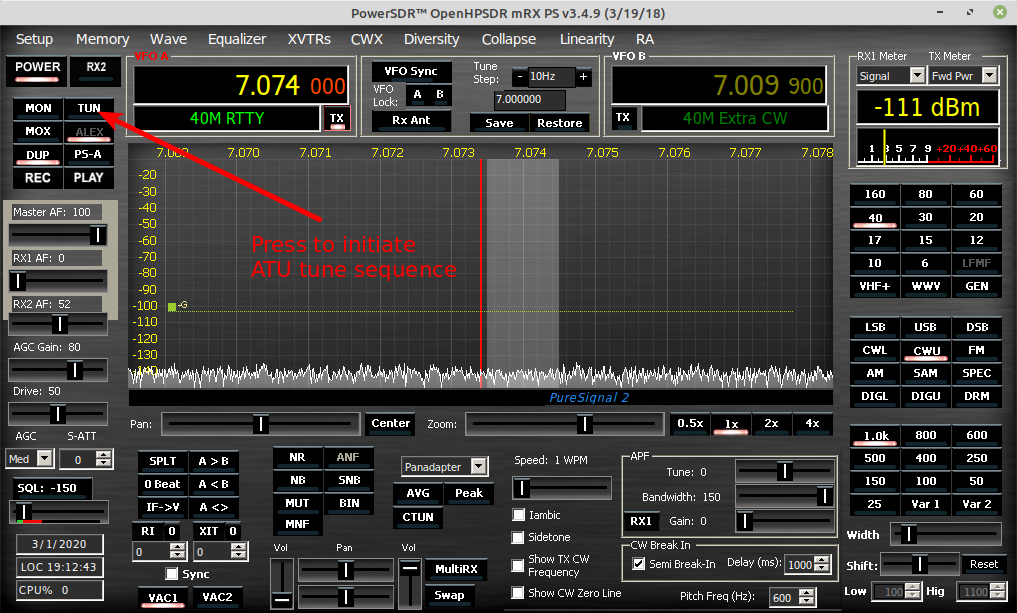 PowerSDR™ OpenHPSDR mRX PS v3.4.9 (3/19/18)
Setup Memory Wave Equalizer XVTRs CWX Diversity Collapse Linearity RA
POWER RX2
MON TUN
MOX ALEX
DUP PS-A
REC PLAY
VFO A
7.074 000
40M RTTY TX
VFO Sync
VFO Lock: A B
Rx Ant
Tune Step: - 10Hz +
7.000000
Save Restore
VFO B
7.009 900
TX 40M Extra CW
RX1 Meter TX Meter
Signal Fwd Pwr
-111 dBm
1 3 5 7 9 +20+40+60
Master AF: 100
RX1 AF: 0
RX2 AF: 52
AGC Gain: 80
Drive: 50
AGC S-ATT
Med 0
SQL: -150
3/1/2020
LOC 19:12:43
CPU% 0
7.070 7.071 7.072 7.073 7.074 7.075 7.076 7.077 7.078
-20
-30
-40
-50
-60
-70
-80
-90
-100 -G
-110
-120
-130
-140
Press to initiate
ATU tune sequence
PureSignal 2
Pan: Center Zoom: 0.5x 1x 2x 4x
160 80 60
40 30 20
17 15 12
10 6 LFMF
VHF+ WWV GEN
LSB USB DSB
CWL CWU FM
AM SAM SPEC
DIGL DIGU DRM
1.0k 800 600
500 400 250
150 100 50
25 Var 1 Var 2
Width
Shift: Reset
Low 100 Hig 1100
SPLT A > B
0 Beat A < B
IF->V A <>
RI 0 XIT 0
0 0
Sync
VAC1 VAC2
NR ANF
NB SNB
MUT BIN
MNF
Panadapter
AVG Peak
CTUN
Vol Pan Vol
MultiRX
Swap
Speed: 1 WPM
Iambic
Sidetone
Show TX CW
Frequency
Show CW Zero Line
APF
Tune: 0
Bandwidth: 150
RX1 Gain: 0
CW Break In
Semi Break-In Delay (ms): 1000
Pitch Freq (Hz): 600